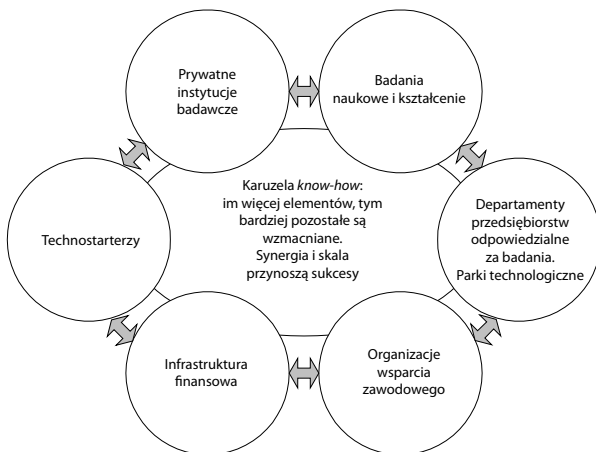 Prywatne
instytucje
badawcze
Badania
naukowe i kształcenie
Karuzela know-how:
im więcej elementów, tym
bardziej pozostałe są
wzmacniane.
Synergia i skala
przynoszą sukcesy
Technostarterzy
Departamenty
przedsiębiorstw
odpowiedzialne
za badania.
Parki technologiczne
Infrastruktura
finansowa
Organizacje
wsparcia
zawodowego